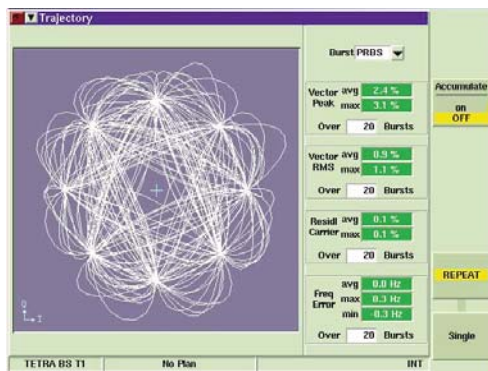 Trajectory
Burst PRBS
Vector Peak avg 2.4 %
max 3.1 %
Over 20 Bursts
Vector RMS avg 0.9 %
max 1.1 %
Over 20 Bursts
Residl Carrier avg 0.1 %
max 0.1 %
Over 20 Bursts
Freq Error avg 0.0 Hz
max 0.3 Hz
min -0.3 Hz
Over 20 Bursts
Accumulate
on
OFF
REPEAT
Single
Q
I
TETRA BS T1 No Plan INT